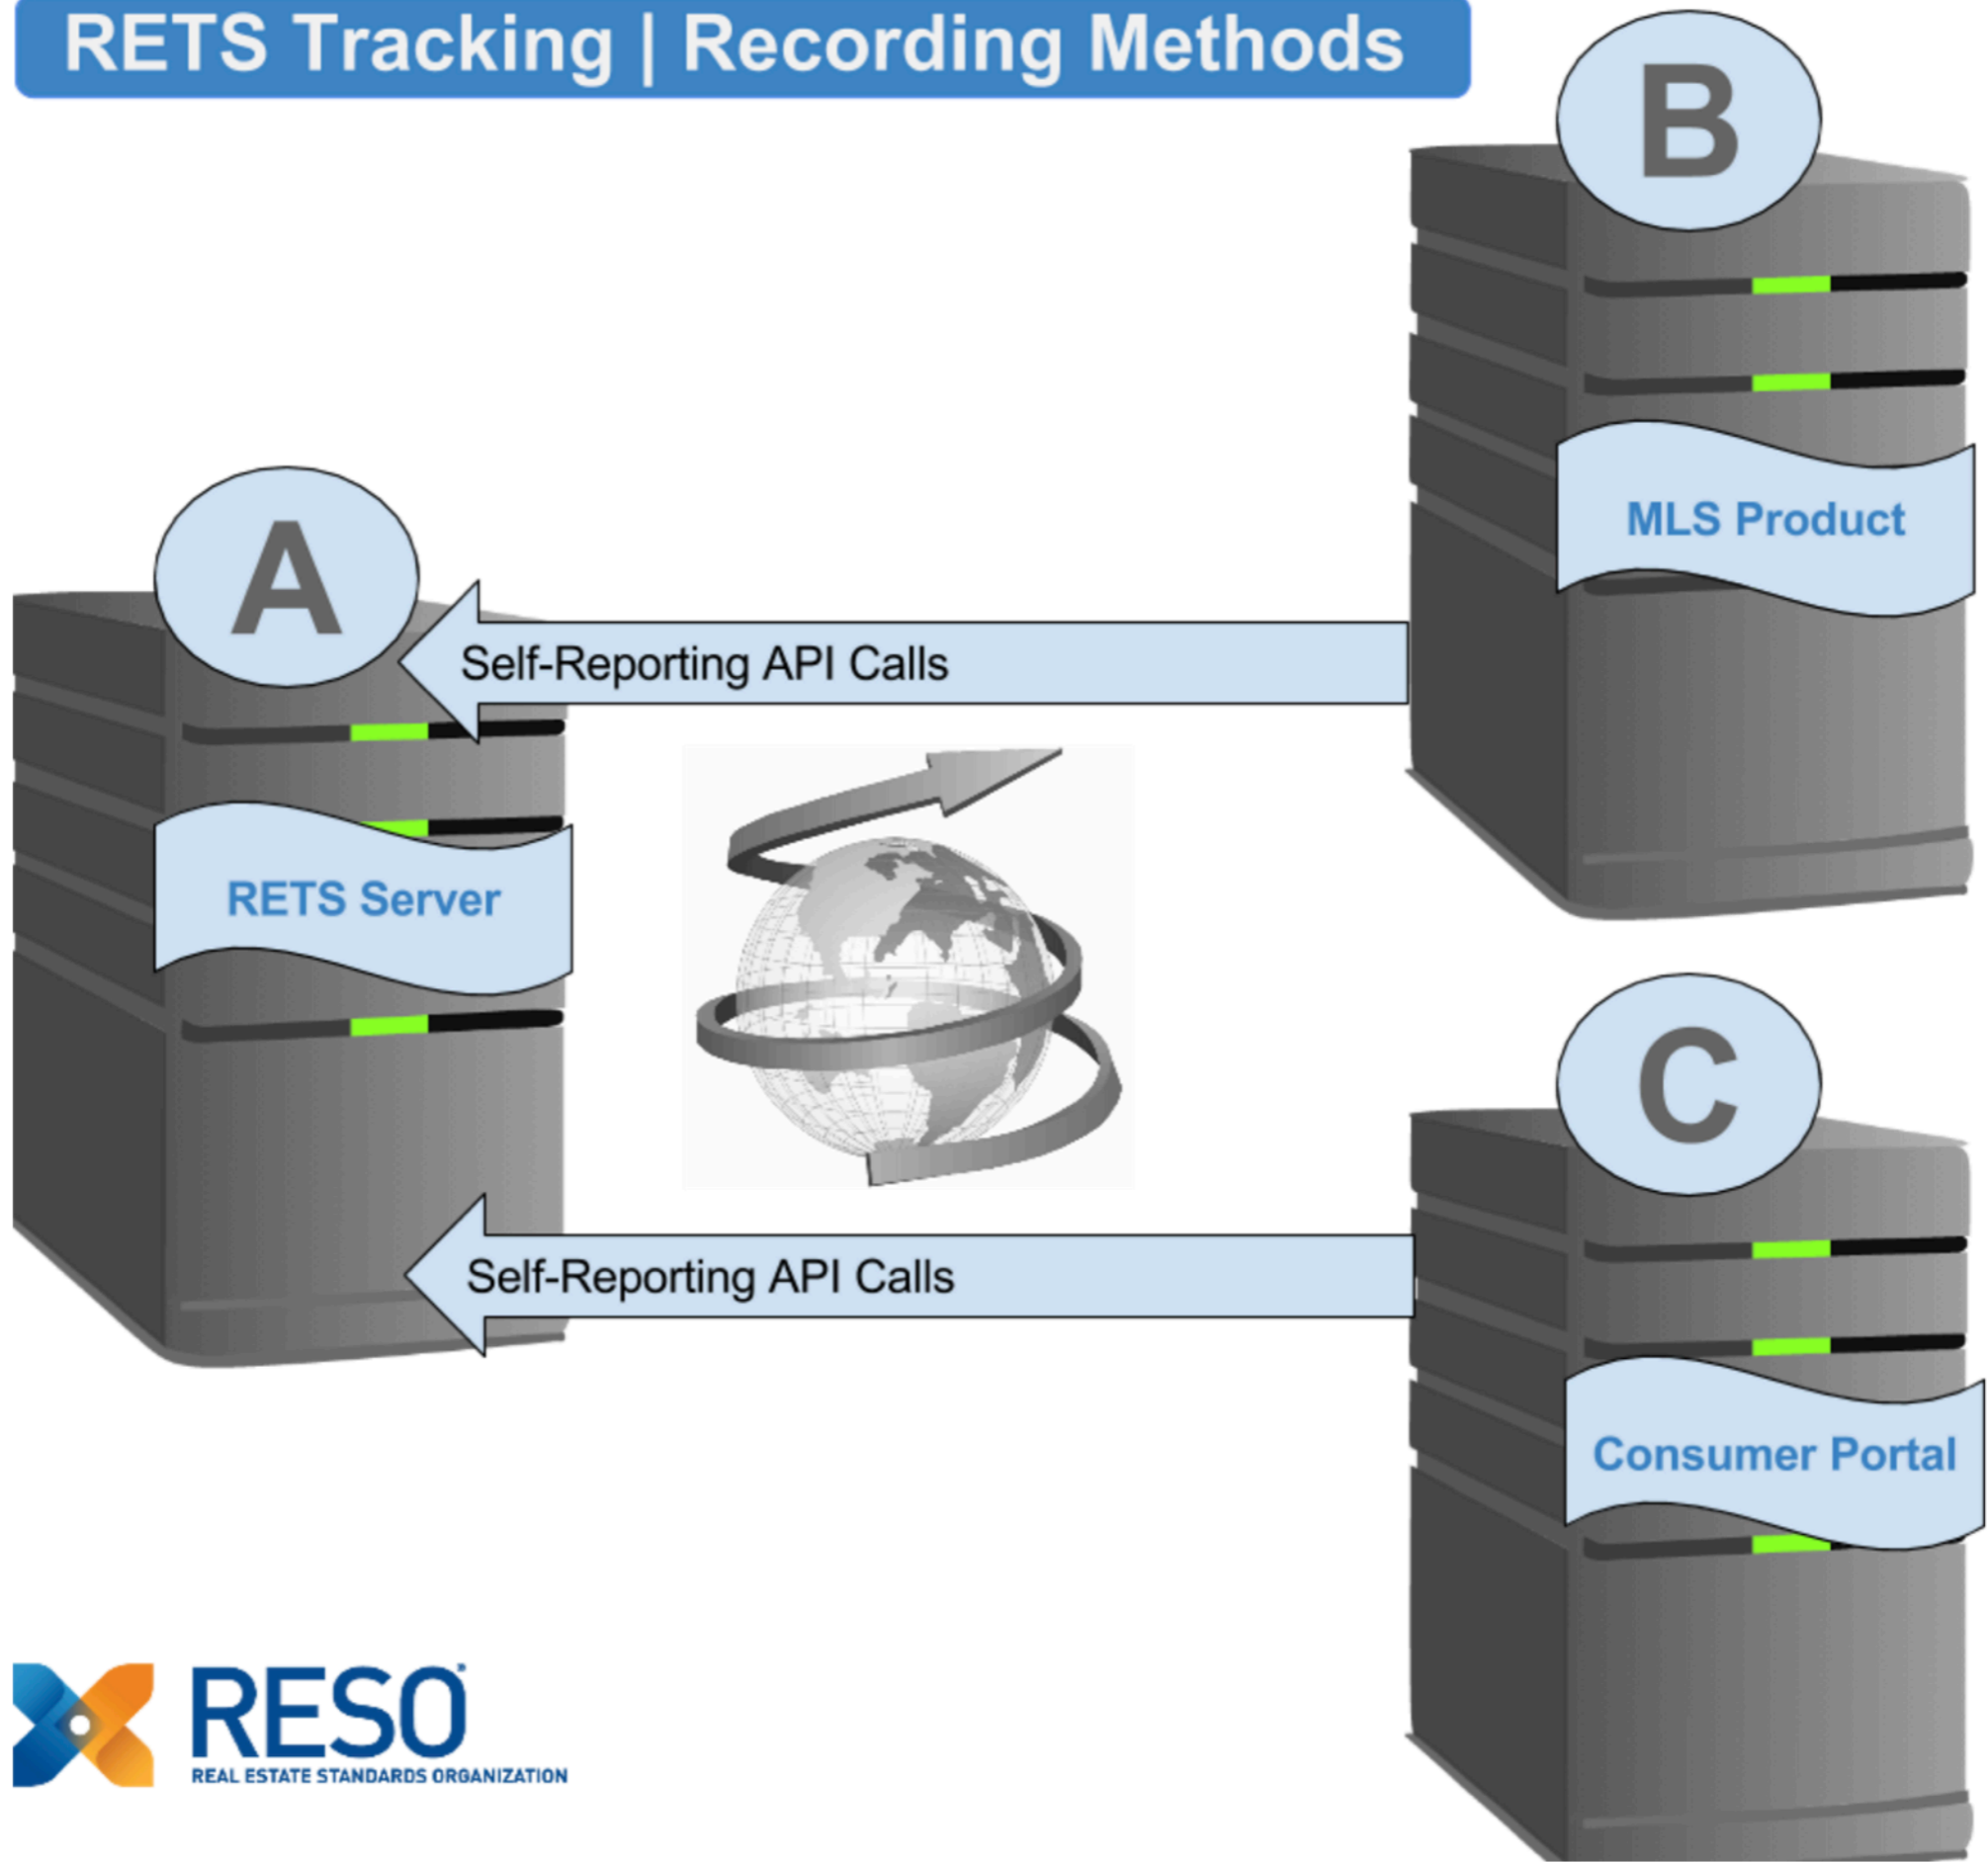 RETS Tracking | Recording Methods
B
MLS Product
A
Self-Reporting API Calls
RETS Server
C
Self-Reporting API Calls
Consumer Portal
RESO
REAL ESTATE STANDARDS ORGANIZATION